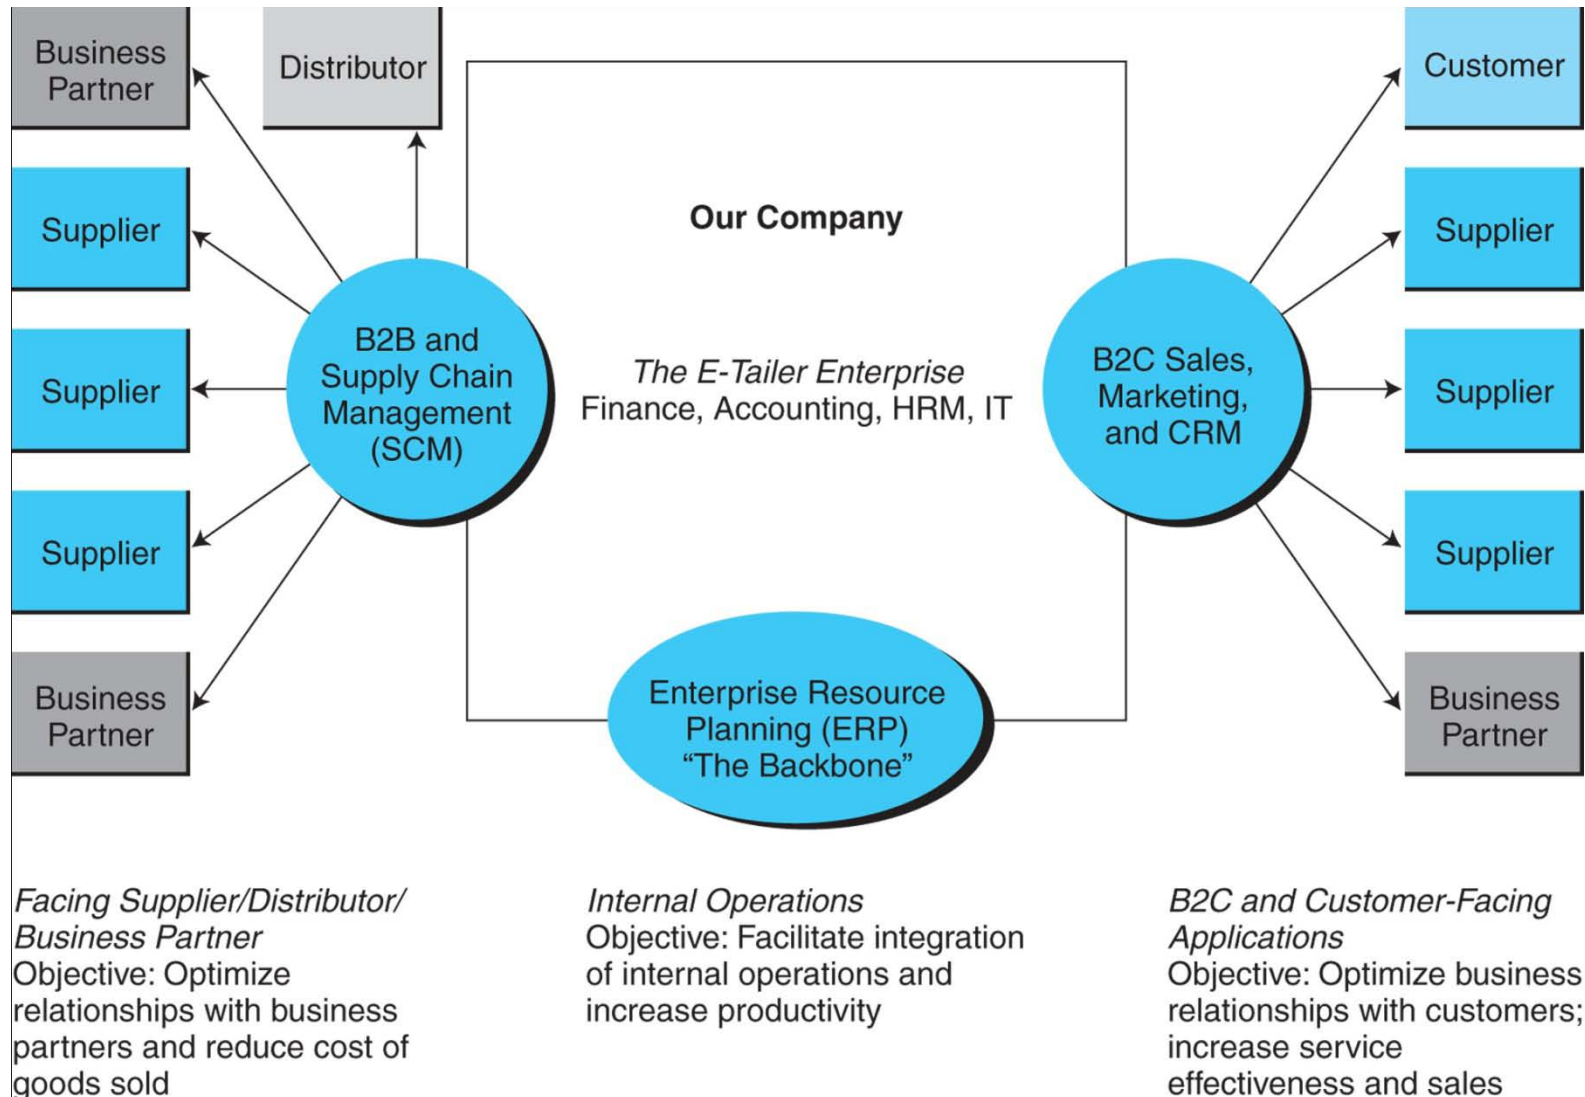 Business
Partner
Distributor
Customer
Supplier
Our Company
Supplier
B2B and
Supply Chain
Management
(SCM)
Supplier
The E-Tailer Enterprise
Finance, Accounting, HRM, IT
B2C Sales,
Marketing,
and CRM
Supplier
Supplier
Supplier
Business
Partner
Enterprise Resource
Planning (ERP)
“The Backbone”
Business
Partner
Facing Supplier/Distributor/
Business Partner
Objective: Optimize
relationships with business
partners and reduce cost of
goods sold
Internal Operations
Objective: Facilitate integration
of internal operations and
increase productivity
B2C and Customer-Facing
Applications
Objective: Optimize business
relationships with customers;
increase service
effectiveness and sales